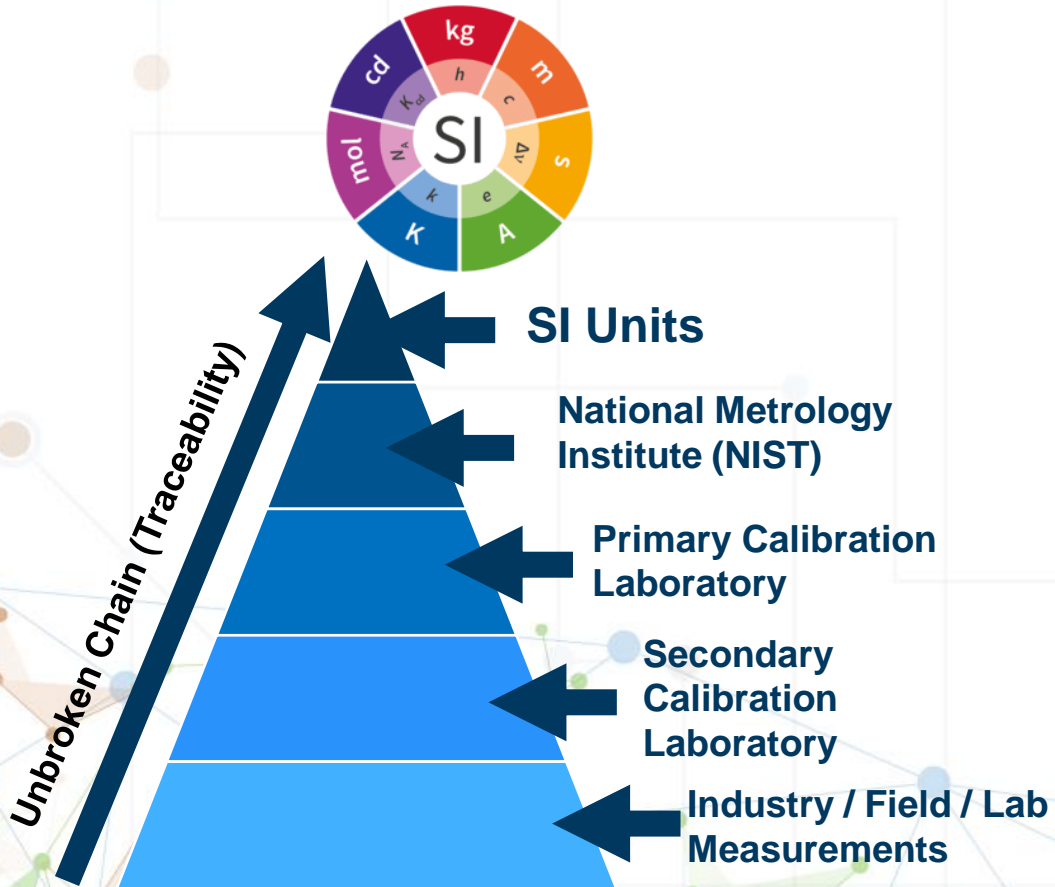 kg
m
s
A
K
mol
cd
h
c
Δν
e
k
N_A
K_cd
SI
SI Units
National Metrology
Institute (NIST)
Primary Calibration
Laboratory
Secondary
Calibration
Laboratory
Industry / Field / Lab
Measurements
Unbroken Chain (Traceability)